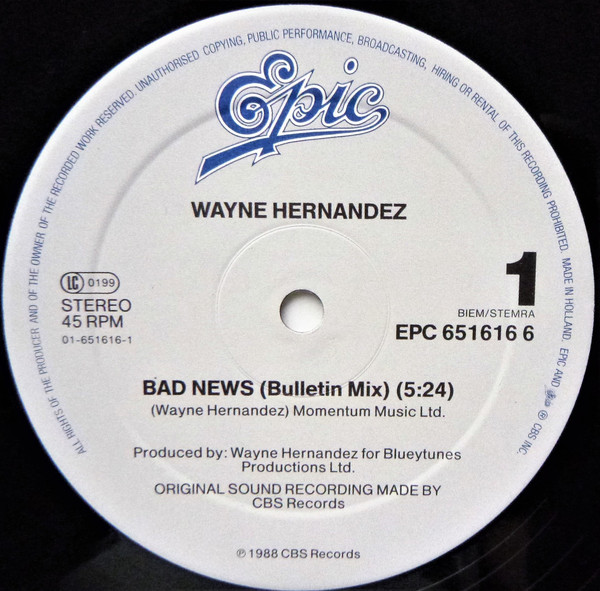 ALL RIGHTS OF THE PRODUCER AND OF THE OWNER OF THE RECORDED WORK RESERVED. UNAUTHORISED COPYING, PUBLIC PERFORMANCE, BROADCASTING, HIRING OR RENTAL OF THIS RECORDING PROHIBITED. MADE IN HOLLAND. EPIC AND ℗ CBS INC.
Epic
WAYNE HERNANDEZ
LC 0199
STEREO
45 RPM
01-651616-1
1
BIEM/STEMRA
EPC 651616 6
BAD NEWS (Bulletin Mix) (5:24)
(Wayne Hernandez) Momentum Music Ltd.
Produced by: Wayne Hernandez for Blueytunes
Productions Ltd.
ORIGINAL SOUND RECORDING MADE BY
CBS Records
℗ 1988 CBS Records